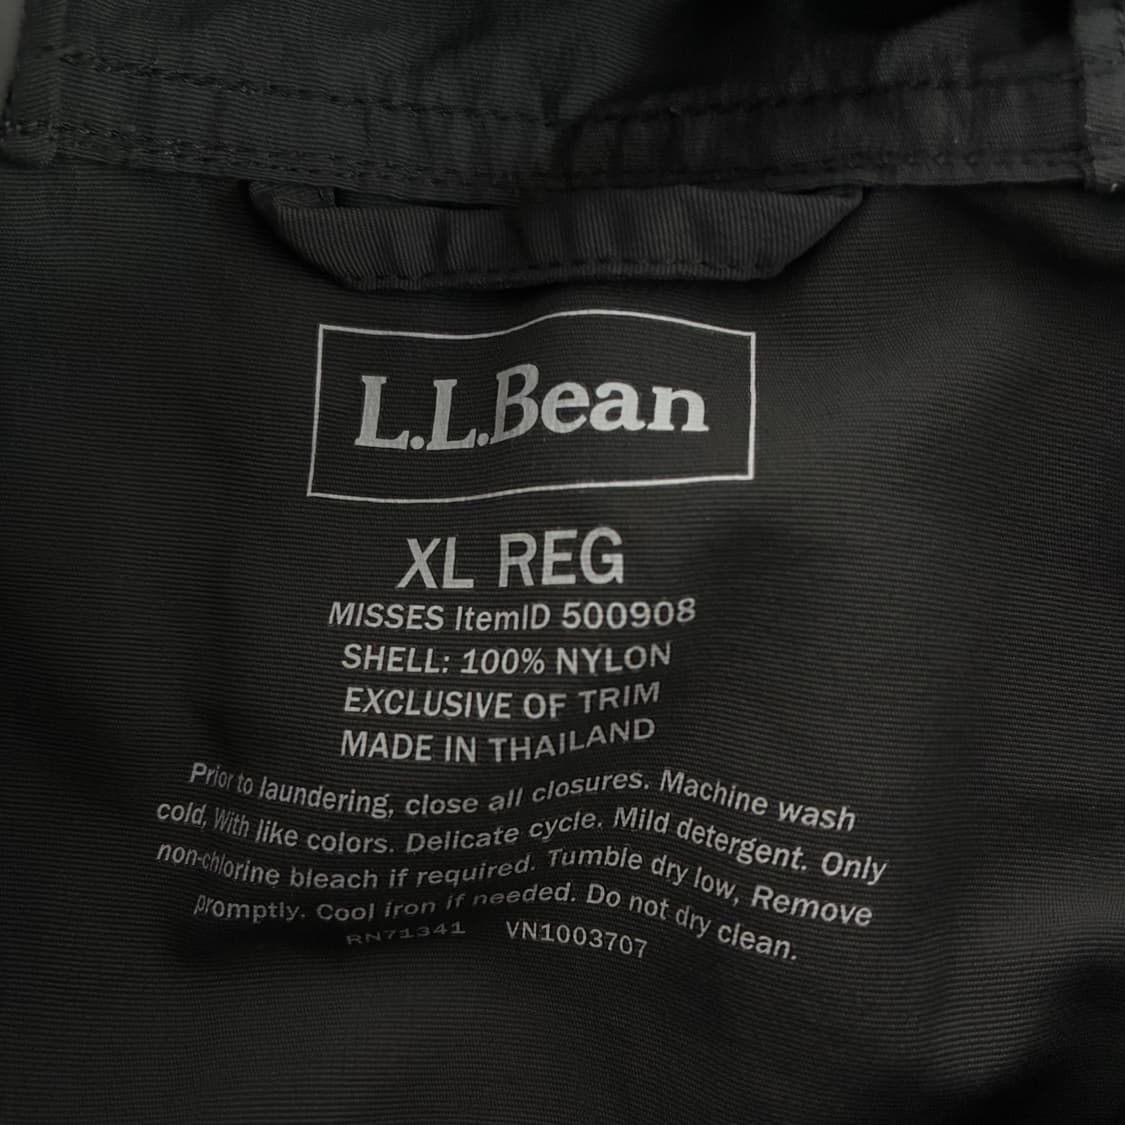 L.L.Bean
XL REG
MISSES ItemID 500908
SHELL: 100% NYLON
EXCLUSIVE OF TRIM
MADE IN THAILAND
Prior to laundering, close all closures. Machine wash
cold, With like colors. Delicate cycle. Mild detergent. Only
non-chlorine bleach if required. Tumble dry low, Remove
promptly. Cool iron if needed. Do not dry clean.
RN71341 VN1003707